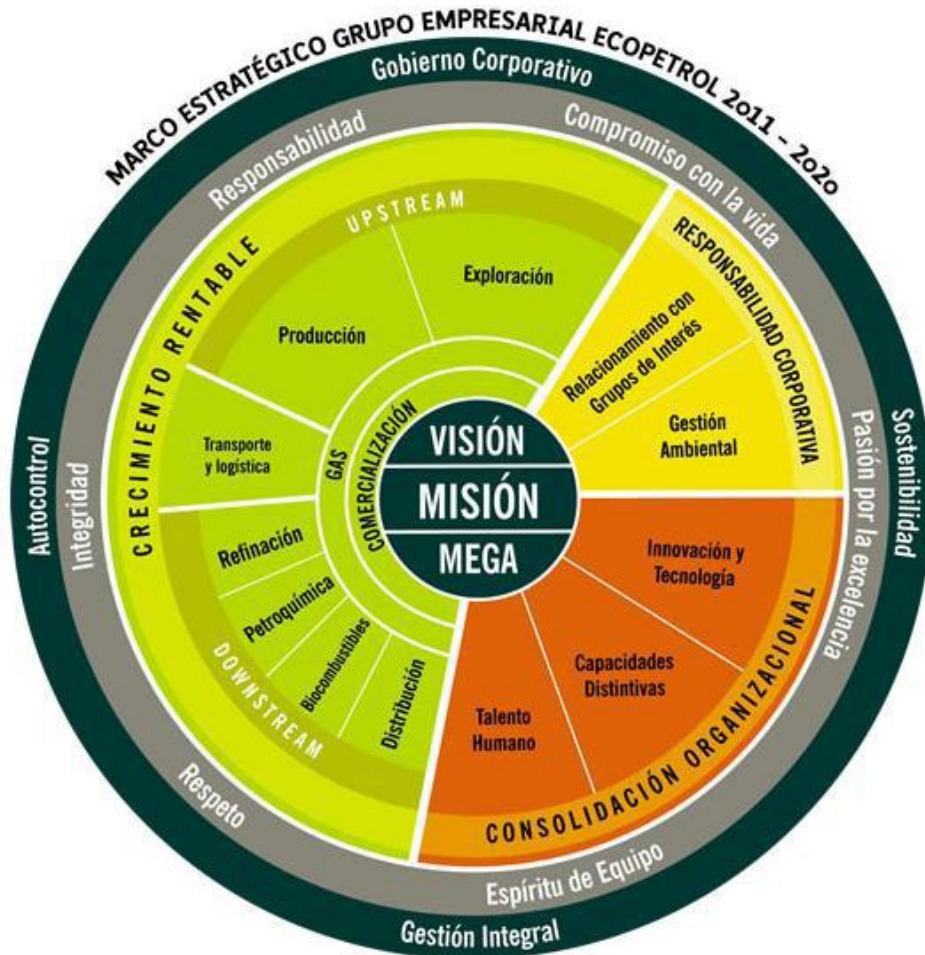 MARCO ESTRATÉGICO GRUPO EMPRESARIAL ECOPETROL 2011 – 2020
Gobierno Corporativo
Sostenibilidad
Gestión Integral
Autocontrol
Responsabilidad
Compromiso con la vida
Pasión por la excelencia
Espíritu de Equipo
Respeto
Integridad
CRECIMIENTO RENTABLE
UPSTREAM
Producción
Exploración
Transporte
y logística
GAS
COMERCIALIZACIÓN
DOWNSTREAM
Refinación
Petroquímica
Biocombustibles
Distribución
RESPONSABILIDAD CORPORATIVA
Relacionamiento con
Grupos de Interés
Gestión
Ambiental
CONSOLIDACIÓN ORGANIZACIONAL
Innovación y
Tecnología
Capacidades
Distintivas
Talento
Humano
VISIÓN
MISIÓN
MEGA